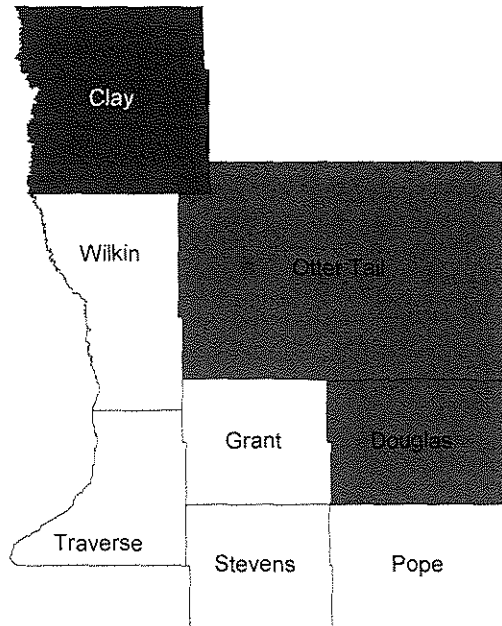 Clay
Wilkin
Otter Tail
Grant
Douglas
Traverse
Stevens
Pope